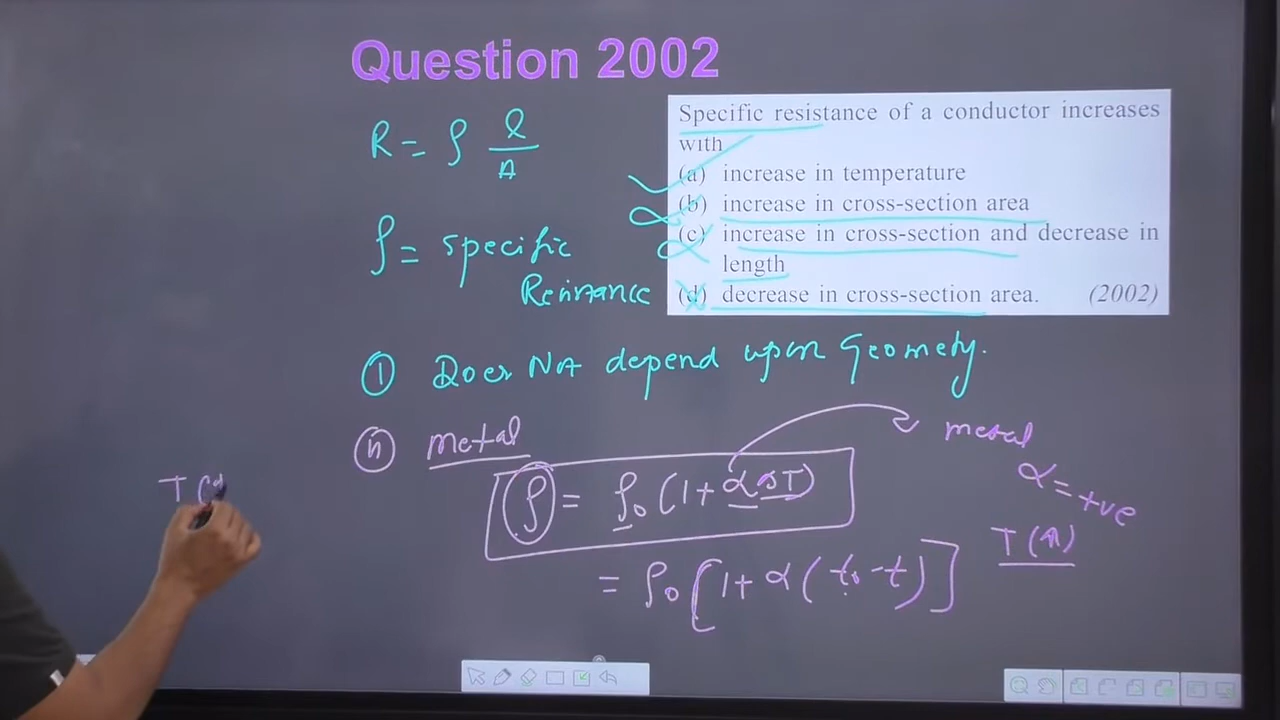 Question 2002
R = ρ l/A
Specific resistance of a conductor increases
with
(a) increase in temperature
(b) increase in cross-section area
(c) increase in cross-section and decrease in
length
(d) decrease in cross-section area. (2002)
ρ = specific
Resistance
① Does Not depend upon Geometry.
(ii) metal
ρ = ρ₀ (1 + α ΔT)
metal
α = +ve
= ρ₀ [1 + α (t₀ - t)]
T (↑)
T (